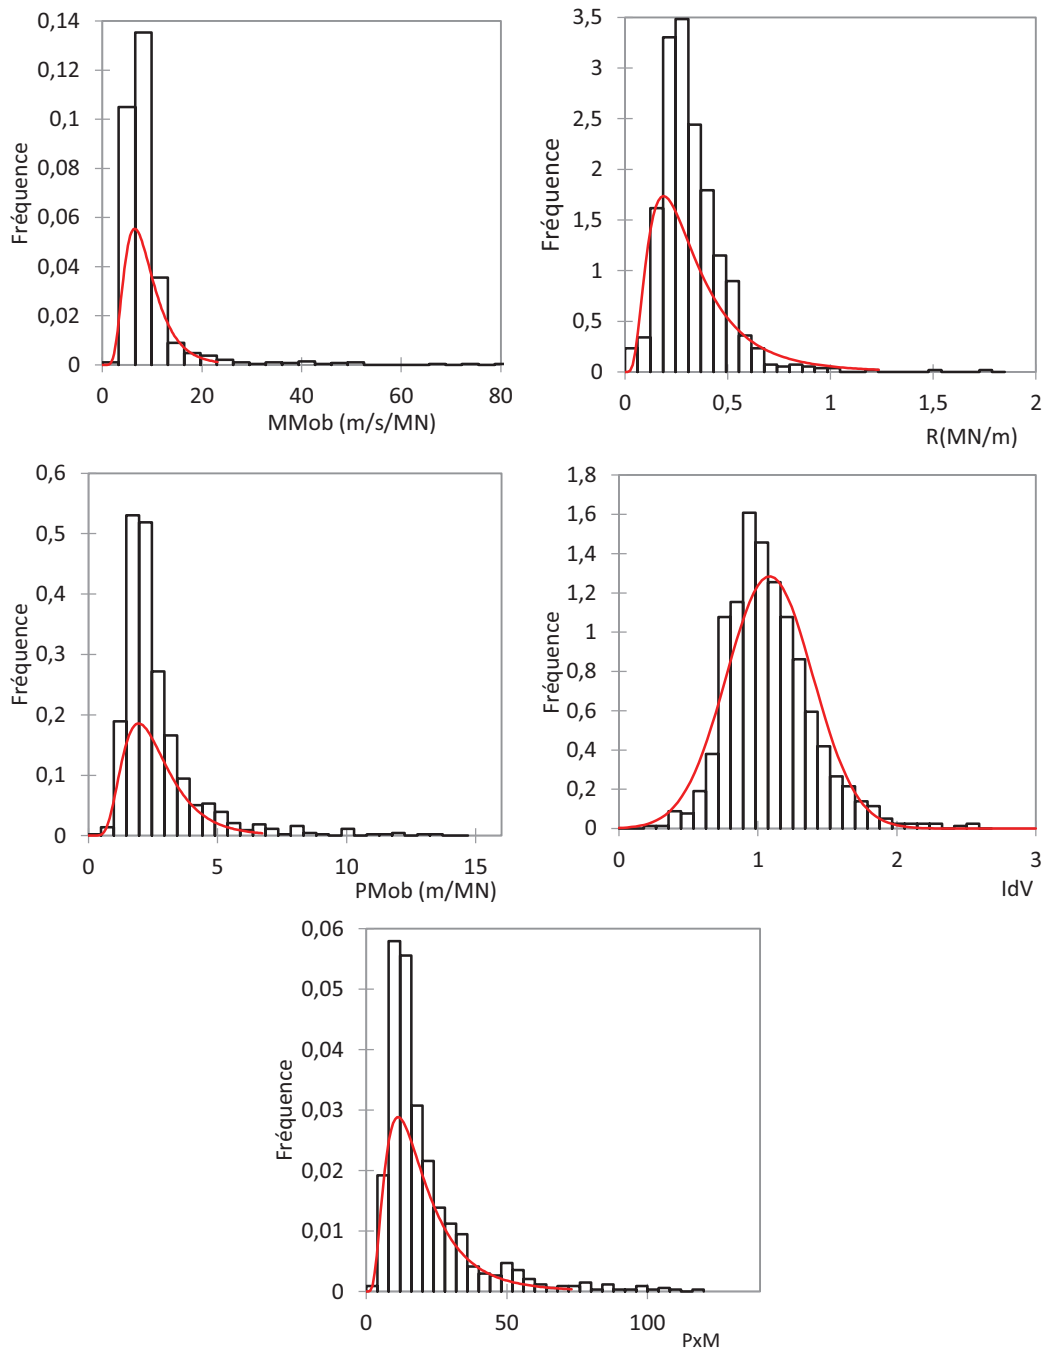 0,14
0,12
0,1
0,08
0,06
0,04
0,02
0
Fréquence
0 20 40 60 80
MMob (m/s/MN)
3,5
3
2,5
2
1,5
1
0,5
0
Fréquence
0 0,5 1 1,5 2
R(MN/m)
0,6
0,5
0,4
0,3
0,2
0,1
0
Fréquence
0 5 10 15
PMob (m/MN)
1,8
1,6
1,4
1,2
1
0,8
0,6
0,4
0,2
0
Fréquence
0 1 2 3
IdV
0,06
0,05
0,04
0,03
0,02
0,01
0
Fréquence
0 50 100
PxM